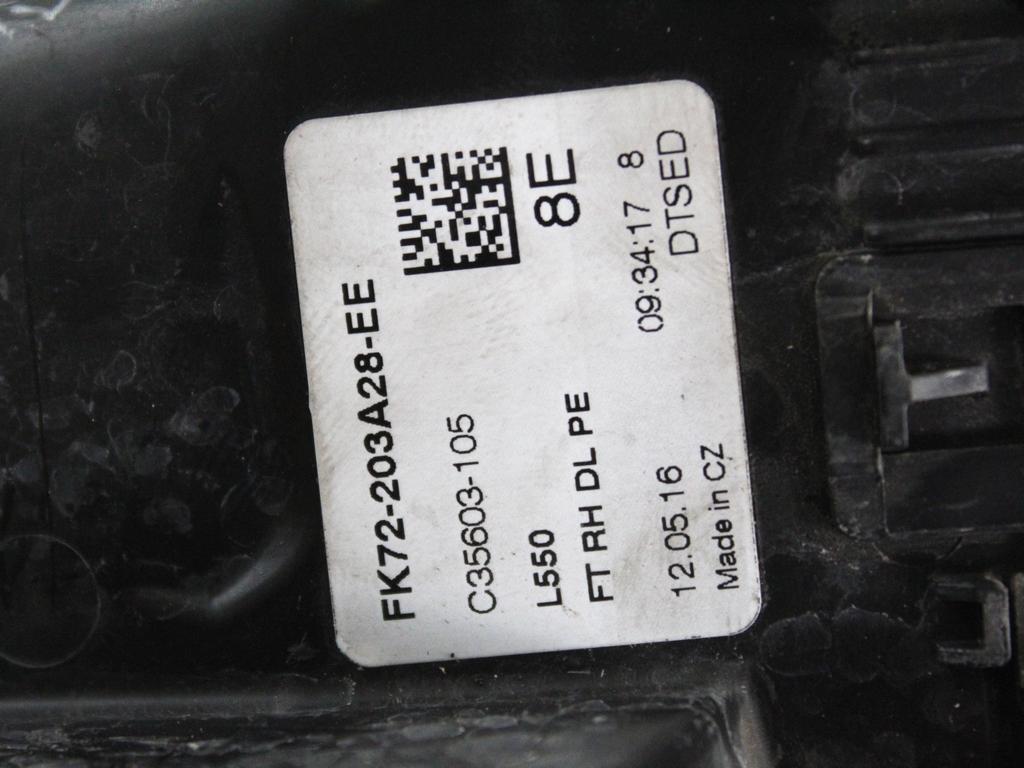 FK72-203A28-EE
C35603-105
8E
L550
FT RH DL PE
09:34:17 8
12.05.16
DTSED
Made in CZ